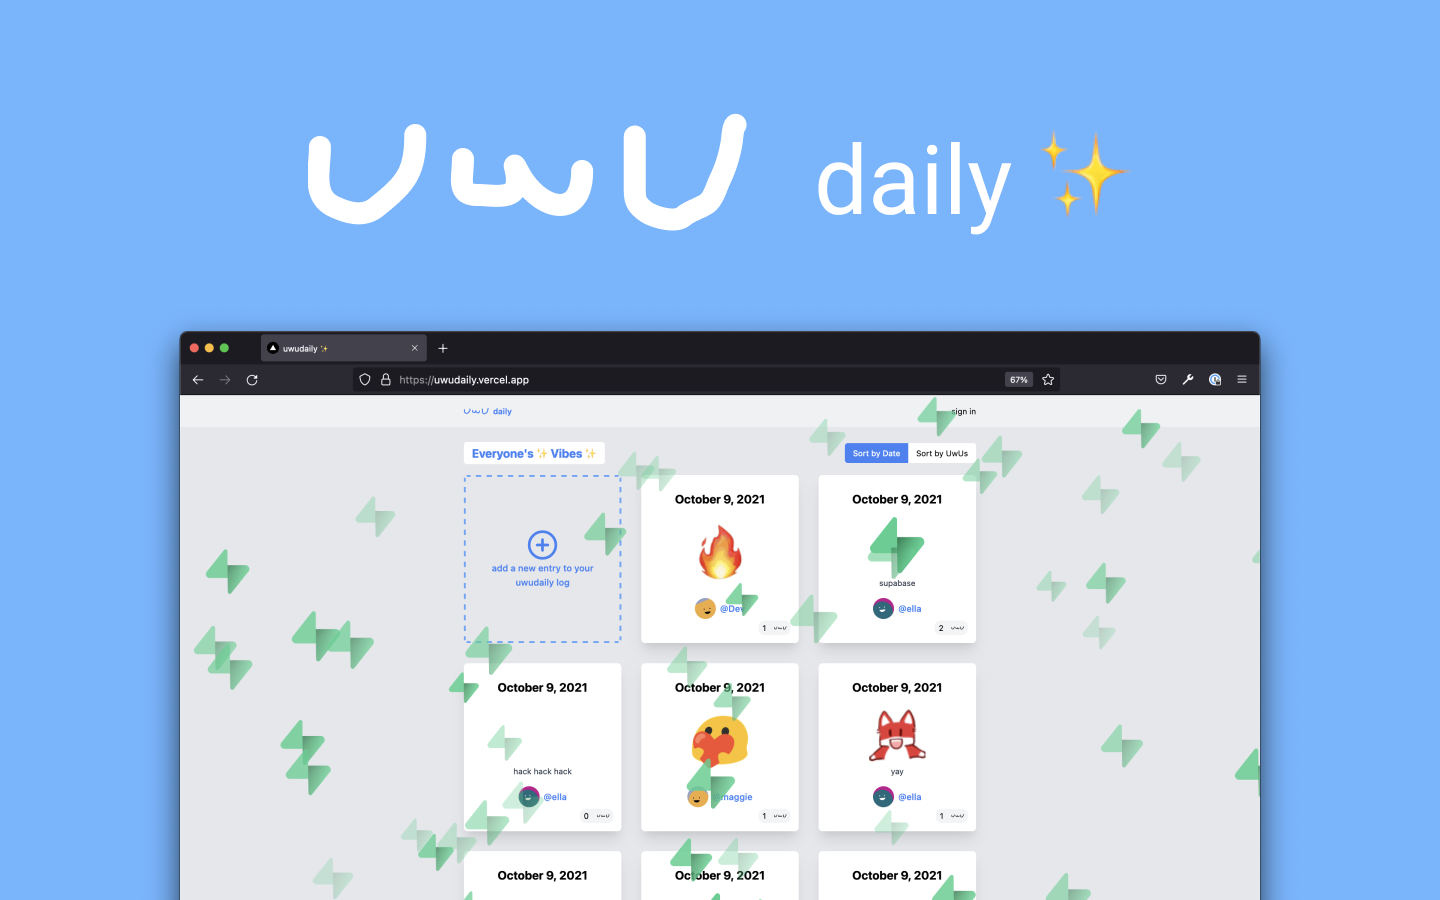 UwU daily ✨
uwudaily ✨
https://uwudaily.vercel.app
67%
UwU daily
sign in
Everyone's ✨ Vibes ✨
Sort by Date
Sort by UwUs
add a new entry to your
uwudaily log
October 9, 2021
@Dev
1 UwU
October 9, 2021
supabase
@ella
2 UwU
October 9, 2021
hack hack hack
@ella
0 UwU
October 9, 2021
@maggie
1 UwU
October 9, 2021
yay
@ella
1 UwU
October 9, 2021
October 9, 2021
October 9, 2021